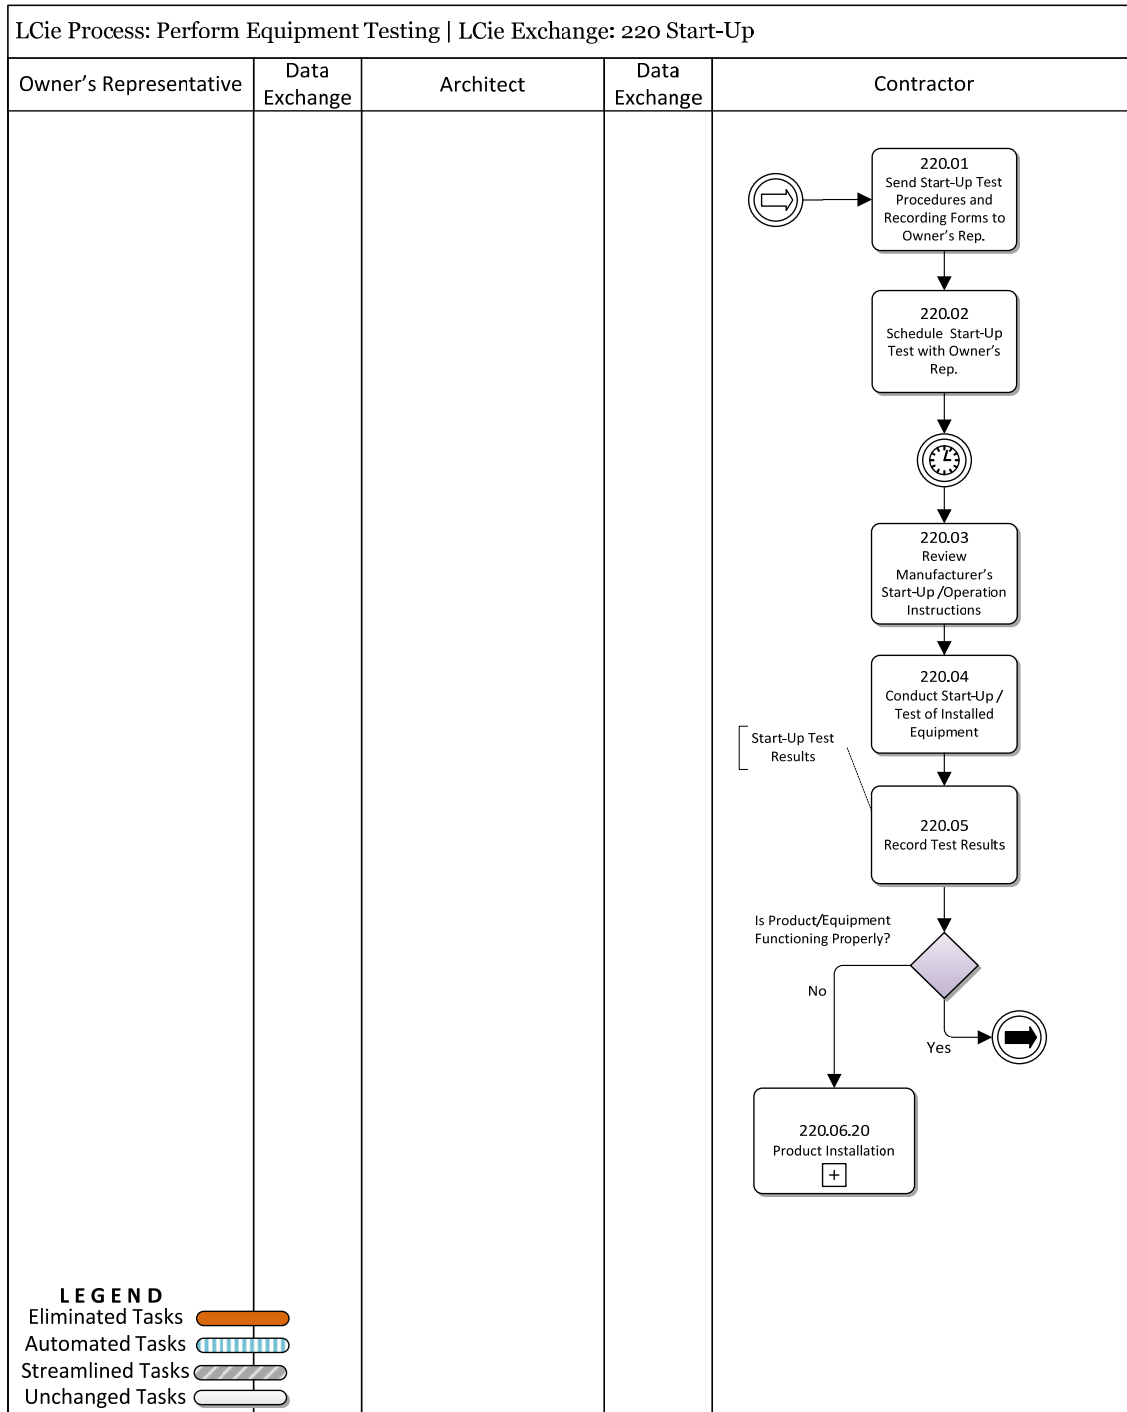 LCie Process: Perform Equipment Testing | LCie Exchange: 220 Start-Up
Owner's Representative
Data
Exchange
Architect
Data
Exchange
Contractor
220.01
Send Start-Up Test
Procedures and
Recording Forms to
Owner's Rep.
220.02
Schedule Start-Up
Test with Owner's
Rep.
220.03
Review
Manufacturer's
Start-Up /Operation
Instructions
220.04
Conduct Start-Up /
Test of Installed
Equipment
Start-Up Test
Results
220.05
Record Test Results
Is Product/Equipment
Functioning Properly?
No
Yes
220.06.20
Product Installation
+
LEGEND
Eliminated Tasks
Automated Tasks
Streamlined Tasks
Unchanged Tasks